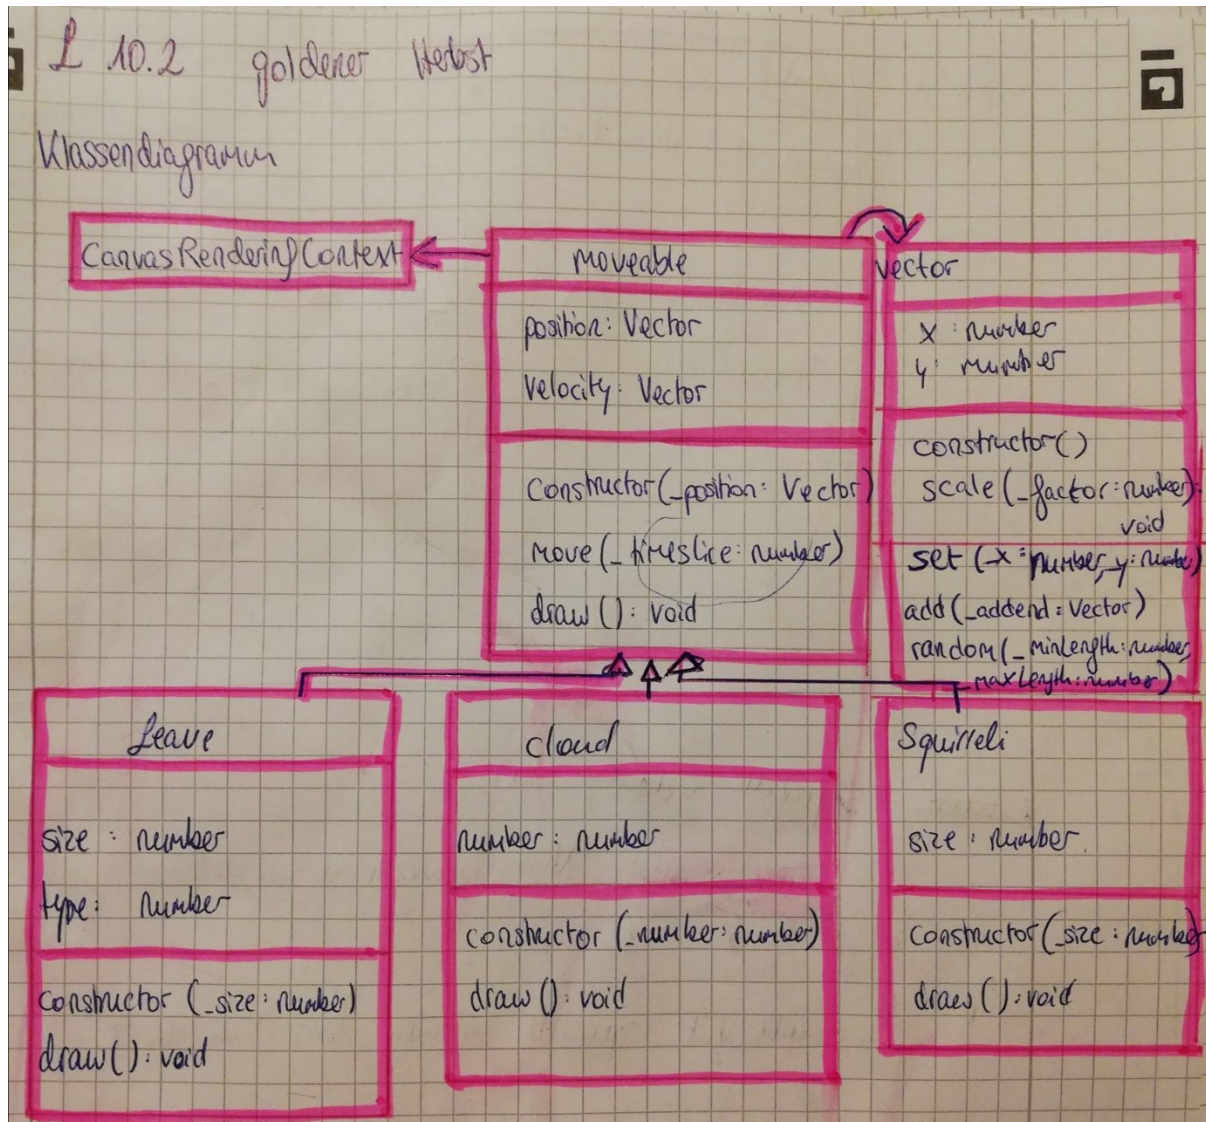 L 10.2 goldener Herbst
Klassendiagramm
CanvasRenderingContext
moveable
position: Vector
velocity: Vector
constructor(_position: Vector)
move(_timeslice: number)
draw(): void
vector
x : number
y : number
constructor()
scale(_factor: number):
void
set(_x: number, _y: number)
add(_addend: Vector)
random(_minLength: number,
_maxLength: number)
Leave
size : number
type: number
constructor (_size: number)
draw(): void
cloud
number: number
constructor (_number: number)
draw(): void
Squirreli
size : number
constructor(_size: number)
draw(): void